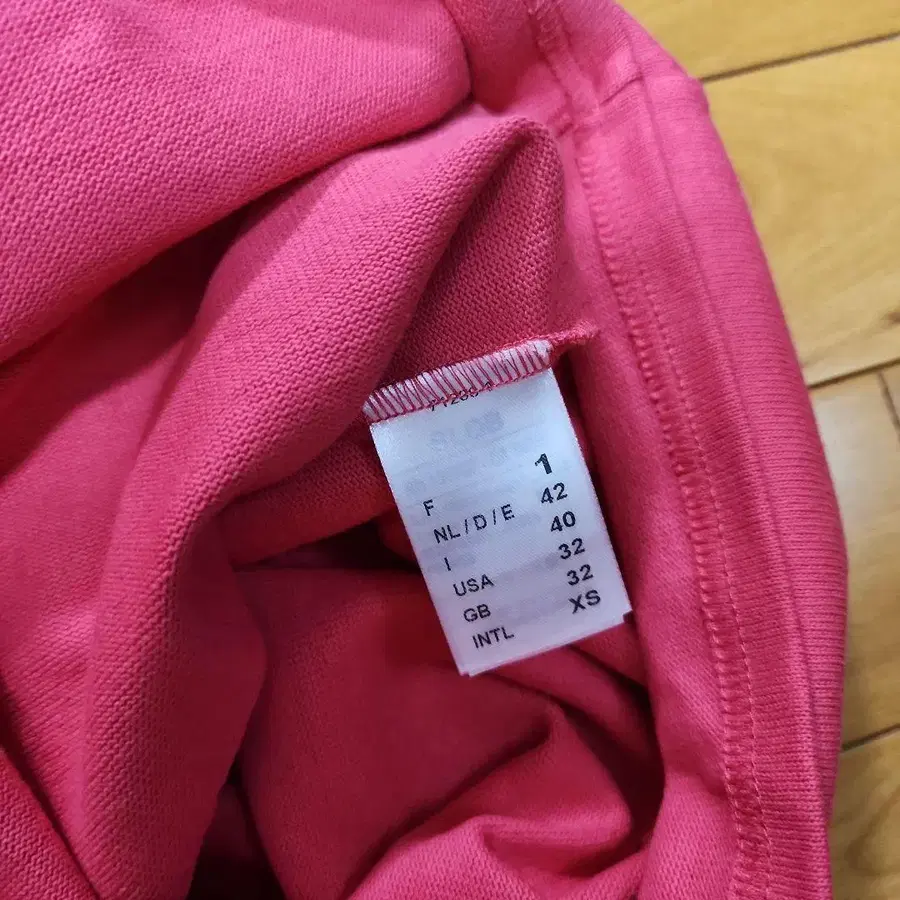 F 1
NL/D/E 42
I 40
USA 32
GB 32
INTL XS